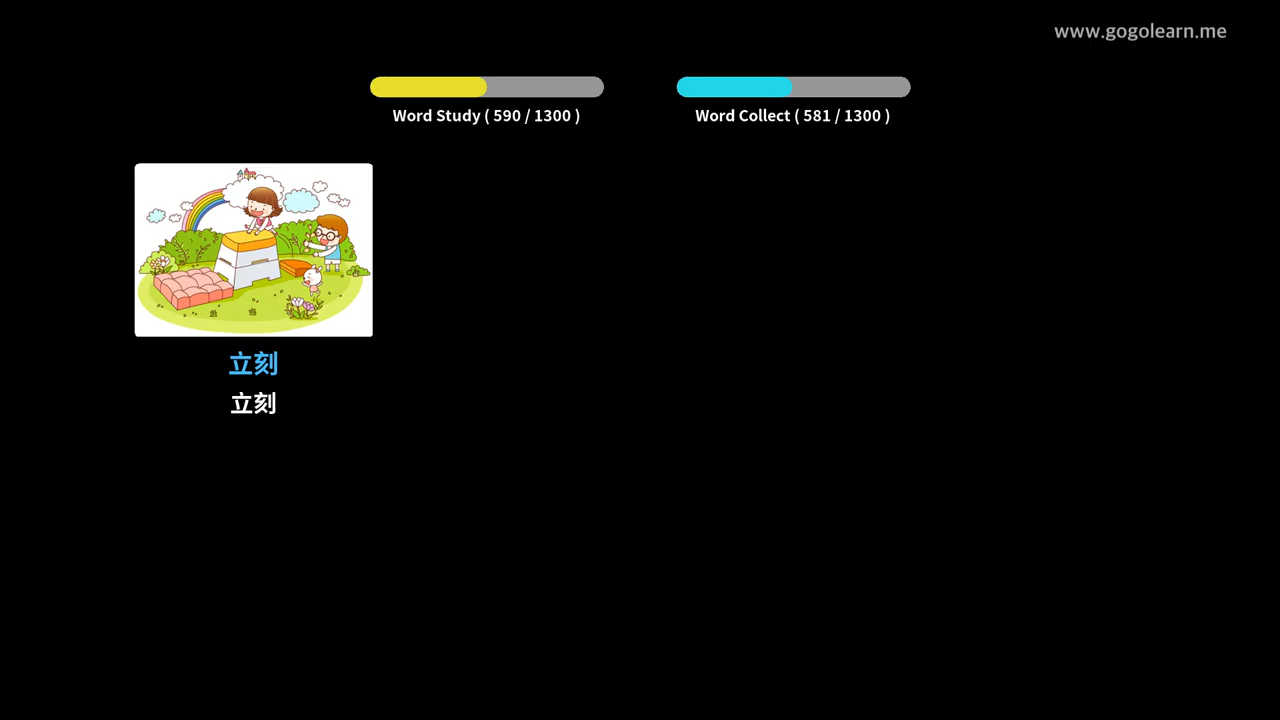 www.gogolearn.me
Word Study ( 590 / 1300 )
Word Collect ( 581 / 1300 )
立刻
立刻